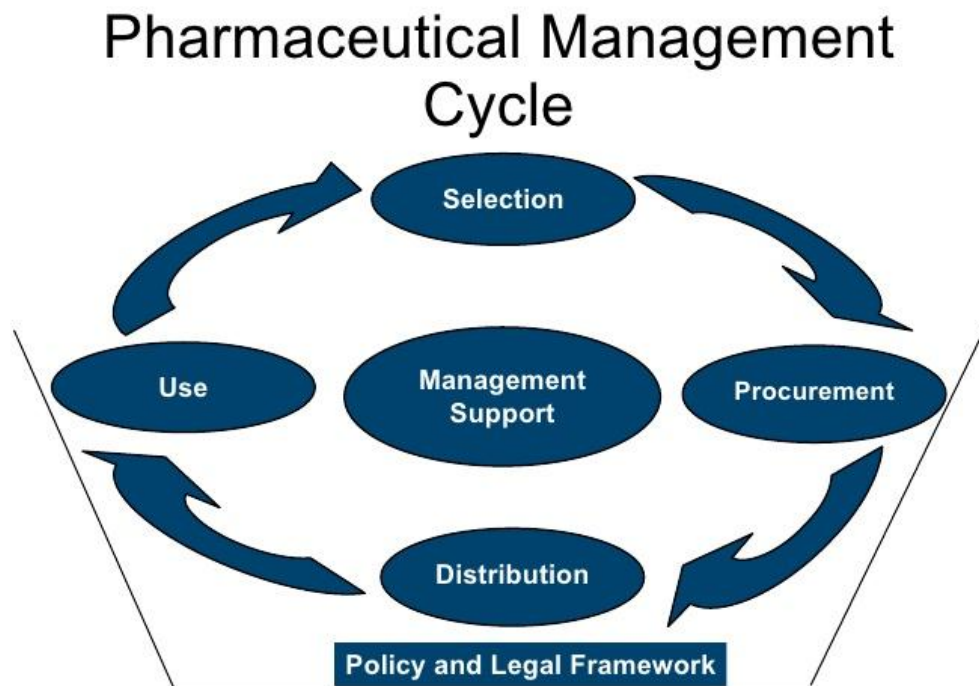 Pharmaceutical Management
Cycle
Selection
Use
Management
Support
Procurement
Distribution
Policy and Legal Framework